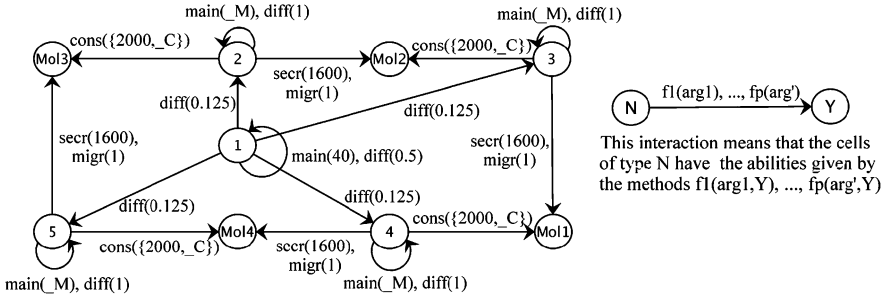 main(_M), diff(1)
main(_M), diff(1)
cons({2000,_C})
cons({2000,_C})
Mol3
2
Mol2
3
secr(1600),
migr(1)
diff(0.125)
diff(0.125)
f1(arg1), ..., fp(arg')
N
Y
secr(1600),
migr(1)
1
secr(1600),
migr(1)
main(40), diff(0.5)
This interaction means that the cells
of type N have the abilities given by
the methods f1(arg1,Y), ..., fp(arg',Y)
diff(0.125)
diff(0.125)
cons({2000,_C})
5
Mol4
4
Mol1
cons({2000,_C})
secr(1600),
migr(1)
main(_M), diff(1)
main(_M), diff(1)